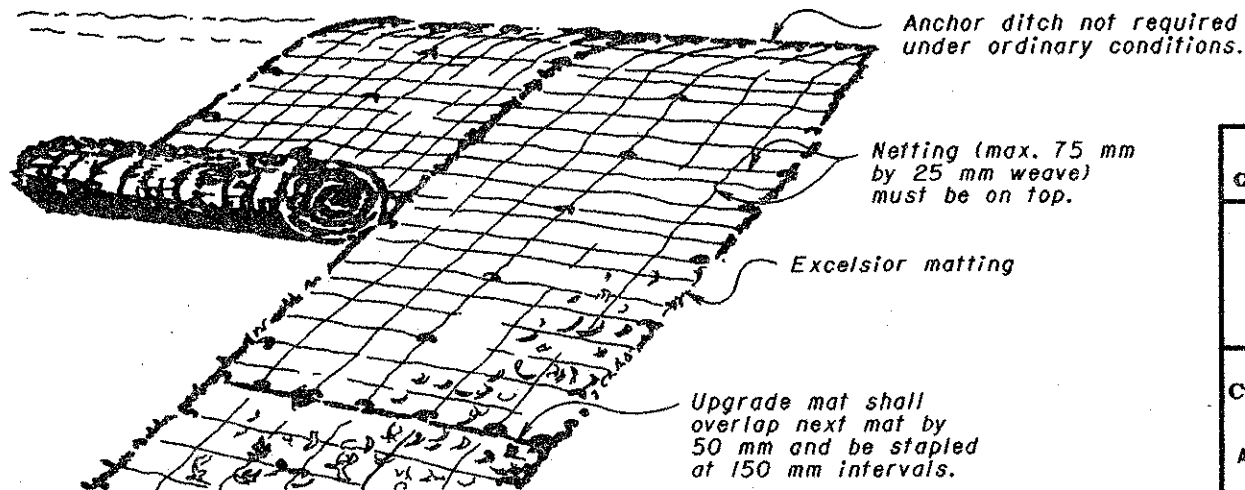 Anchor ditch not required
under ordinary conditions.
Netting (max. 75 mm
by 25 mm weave)
must be on top.
Excelsior matting
Upgrade mat shall
overlap next mat by
50 mm and be stapled
at 150 mm intervals.